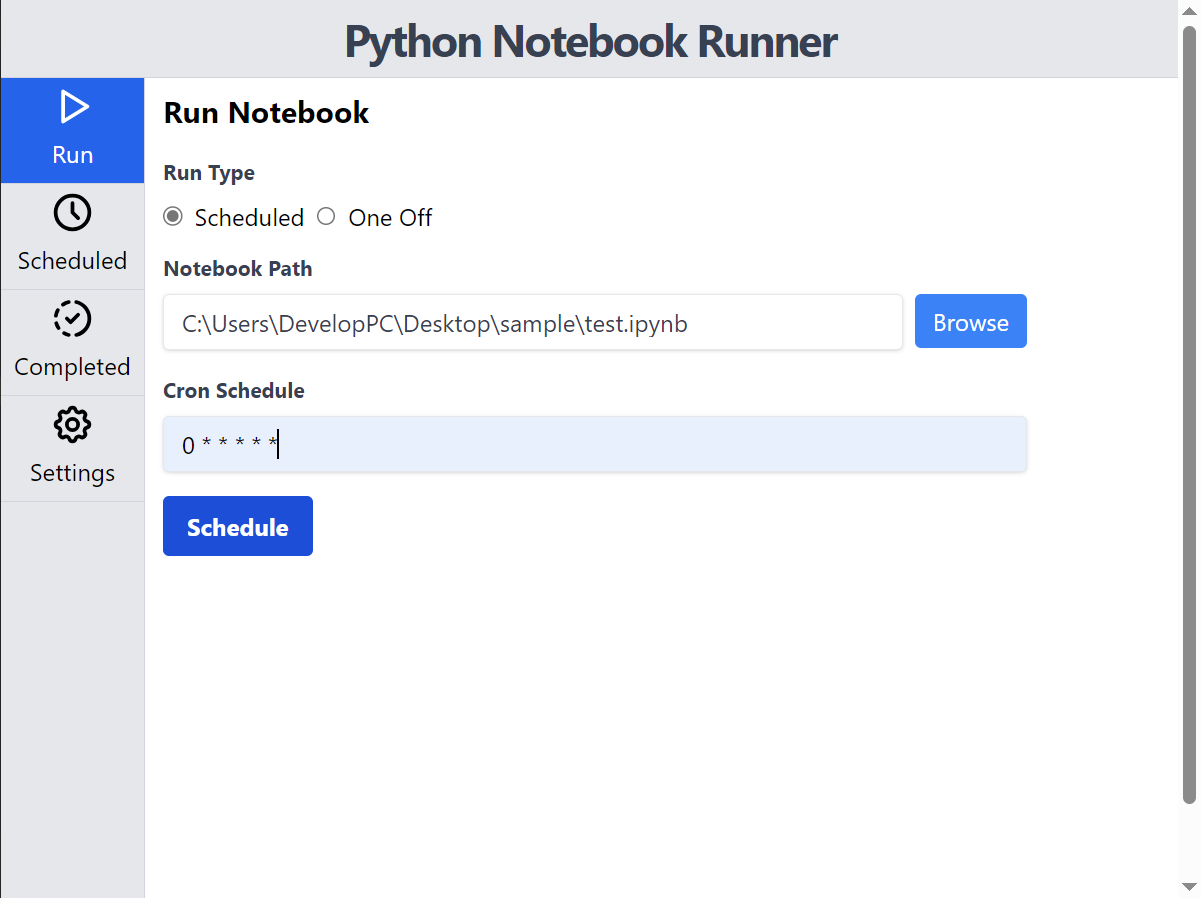 Python Notebook Runner
Run
Scheduled
Completed
Settings
Run Notebook
Run Type
Scheduled One Off
Notebook Path
C:\Users\DevelopPC\Desktop\sample\test.ipynb Browse
Cron Schedule
0 * * * * *
Schedule